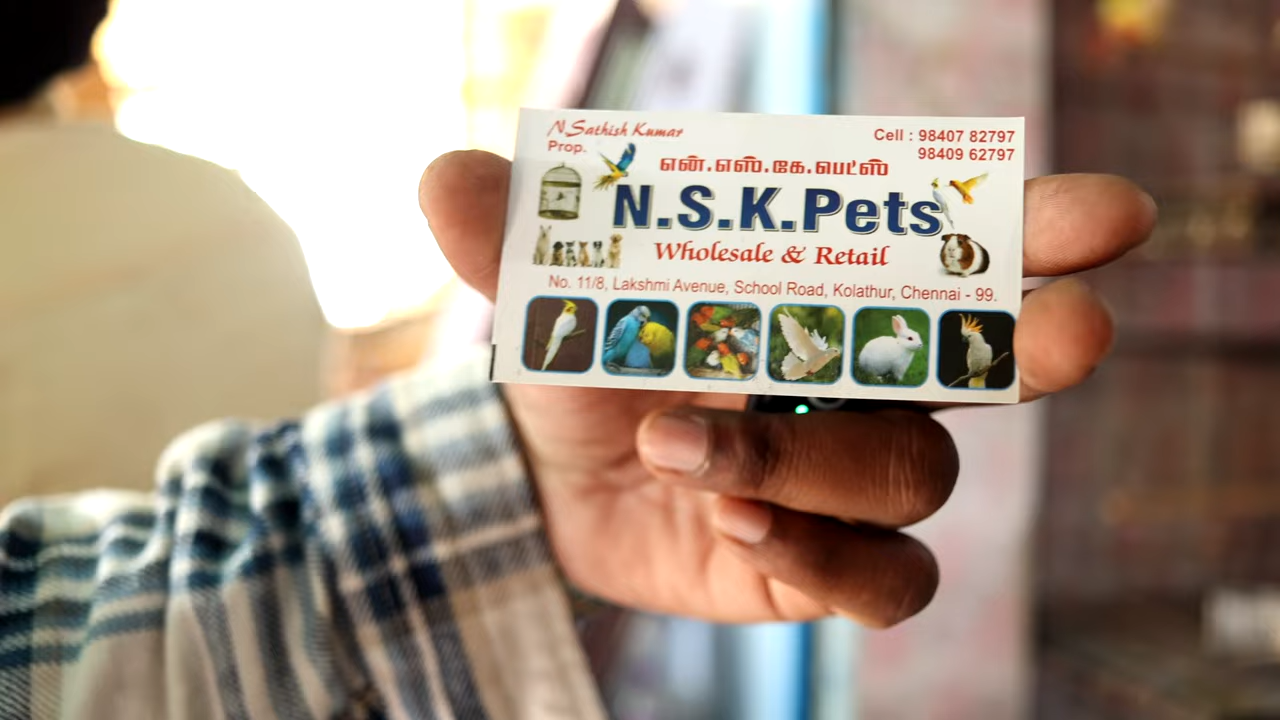 N.Sathish Kumar
Prop.
Cell : 98407 82797
98409 62797
என்.எஸ்.கே.பெட்ஸ்
N.S.K.Pets
Wholesale & Retail
No. 11/8, Lakshmi Avenue, School Road, Kolathur, Chennai - 99.